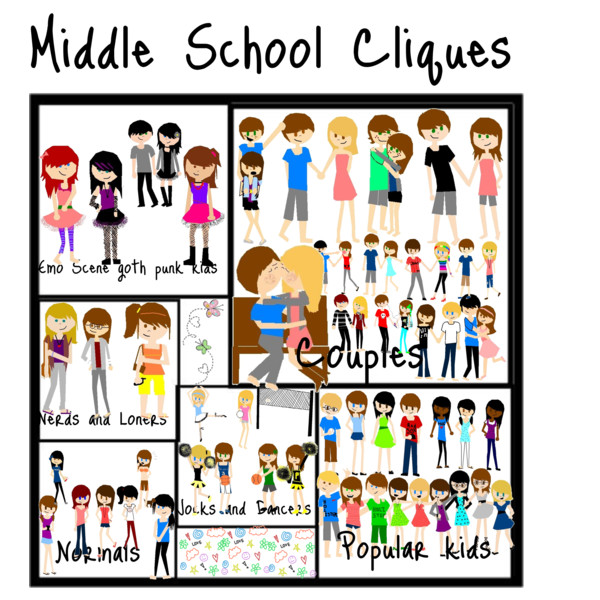 Middle School Cliques
Emo Scene goth punk kids
Couples
Nerds and Loners
Jocks and Dancers
Normals
Popular kids